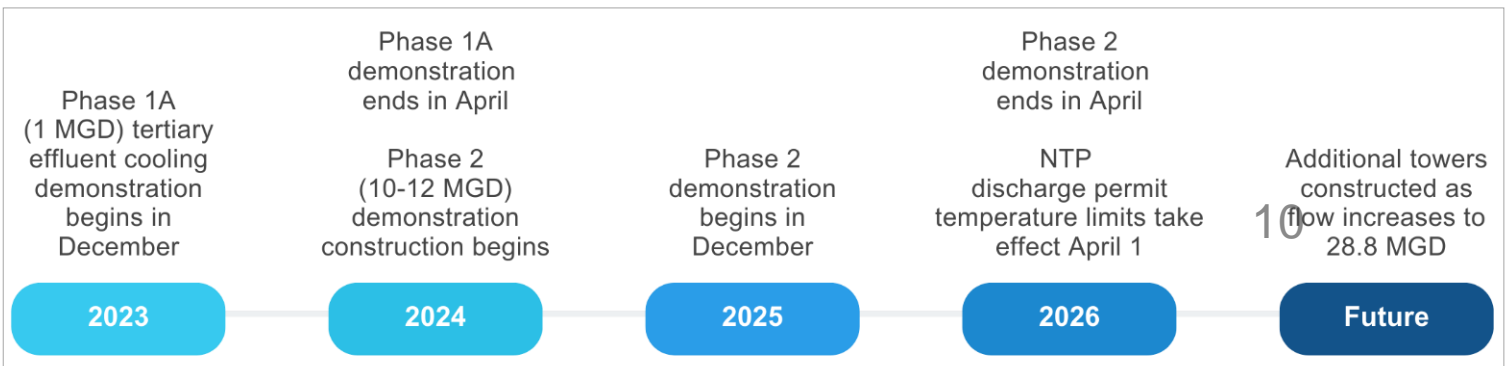 Phase 1A
(1 MGD) tertiary
effluent cooling
demonstration
begins in
December
2023
Phase 1A
demonstration
ends in April
Phase 2
(10-12 MGD)
demonstration
construction begins
2024
Phase 2
demonstration
begins in
December
2025
Phase 2
demonstration
ends in April
NTP
discharge permit
temperature limits take
effect April 1
2026
Additional towers
constructed as
flow increases to
28.8 MGD
Future
10